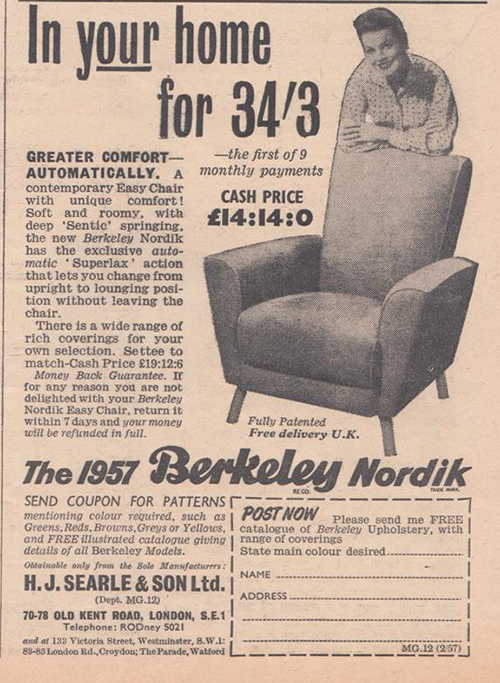 In your home
for 34/3
—the first of 9
monthly payments
CASH PRICE
£14:14:0
GREATER COMFORT—
AUTOMATICALLY. A
contemporary Easy Chair
with unique comfort!
Soft and roomy, with
deep 'Sentic' springing,
the new Berkeley Nordik
has the exclusive auto-
matic 'Superlax' action
that lets you change from
upright to lounging posi-
tion without leaving the
chair.
There is a wide range of
rich coverings for your
own selection. Settee to
match-Cash Price £19:12:6
Money Back Guarantee. If
for any reason you are not
delighted with your Berkeley
Nordik Easy Chair, return it
within 7 days and your money
will be refunded in full.
Fully Patented
Free delivery U.K.
The 1957 Berkeley Nordik
REGD.
TRADE MARK.
SEND COUPON FOR PATTERNS
mentioning colour required, such as
Greens, Reds, Browns, Greys or Yellows,
and FREE illustrated catalogue giving
details of all Berkeley Models.
Obtainable only from the Sole Manufacturers:
H. J. SEARLE & SON Ltd.
(Dept. MG.12)
70-78 OLD KENT ROAD, LONDON, S.E.1
Telephone: RODney 5021
and at 133 Victoria Street, Westminster, S.W.1:
83-85 London Rd., Croydon; The Parade, Watford
POST NOW Please send me FREE
catalogue of Berkeley Upholstery, with
range of coverings
State main colour desired
NAME
ADDRESS
MG.12 (2/57)